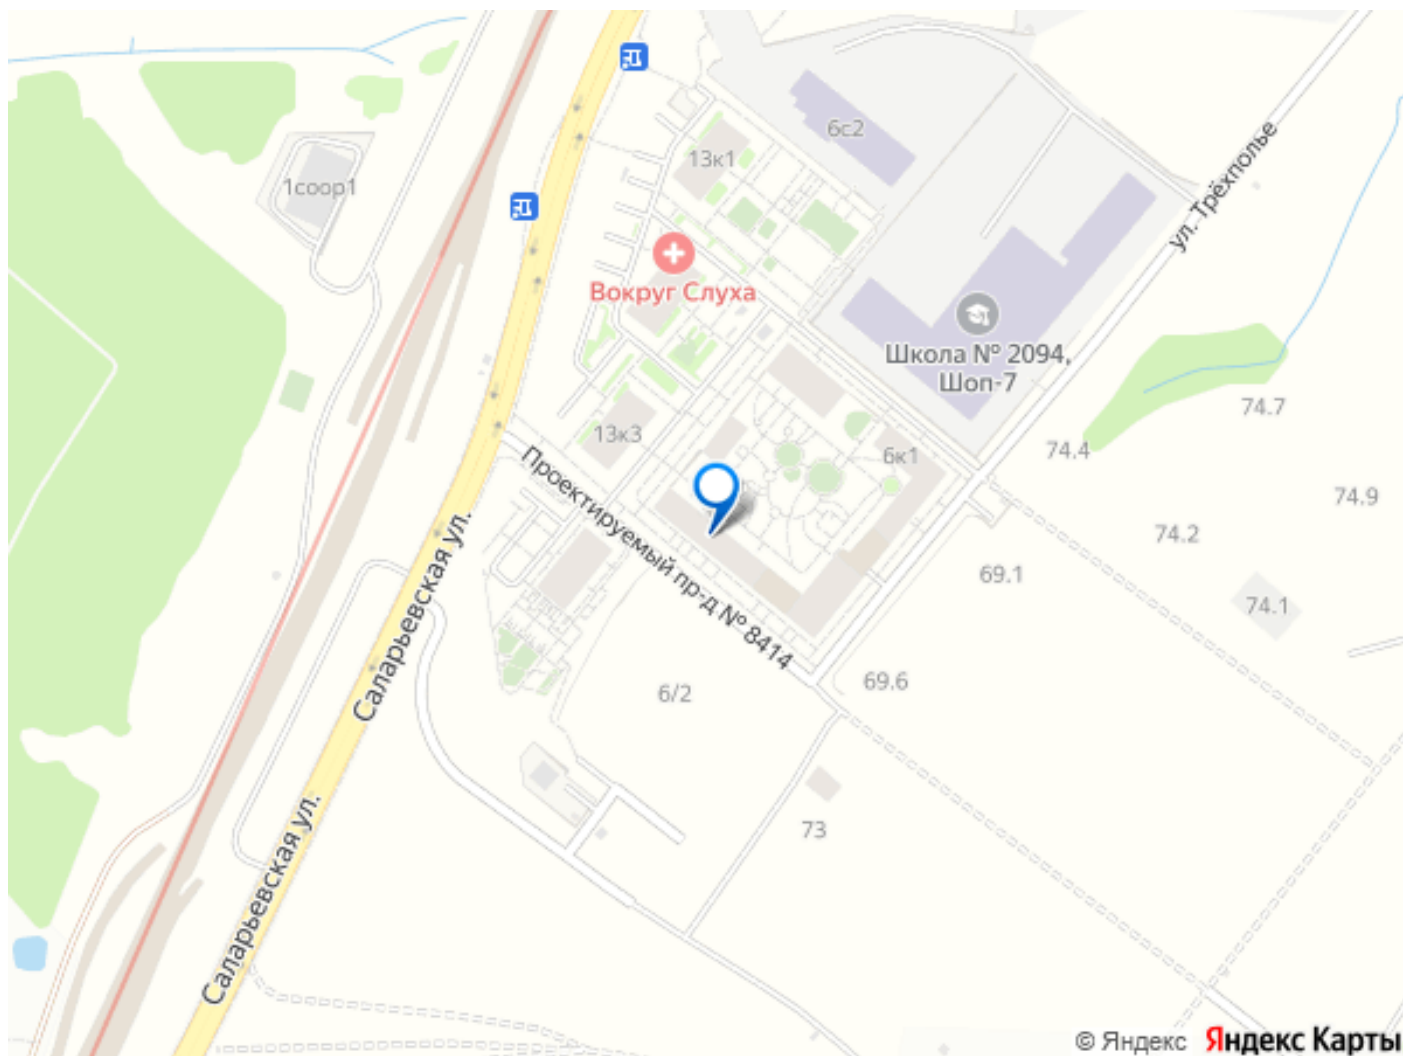 6с2
13к1
ул. Трёхполье
1соор1
Вокруг Слуха
Школа № 2094,
Шоп-7
74.7
13к3
74.4
6к1
74.9
Проектируемый пр-д № 8414
74.2
Саларьевская ул.
69.1
74.1
69.6
6/2
73
Саларьевская ул.
© Яндекс Яндекс Карты